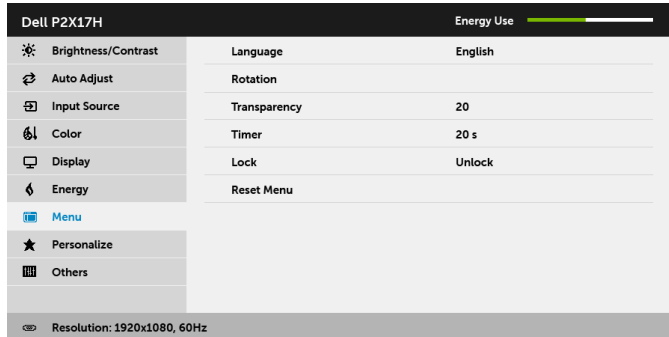 Dell P2X17H Energy Use
Brightness/Contrast Language English
Auto Adjust Rotation
Input Source Transparency 20
Color Timer 20 s
Display Lock Unlock
Energy Reset Menu
Menu
Personalize
Others
Resolution: 1920x1080, 60Hz